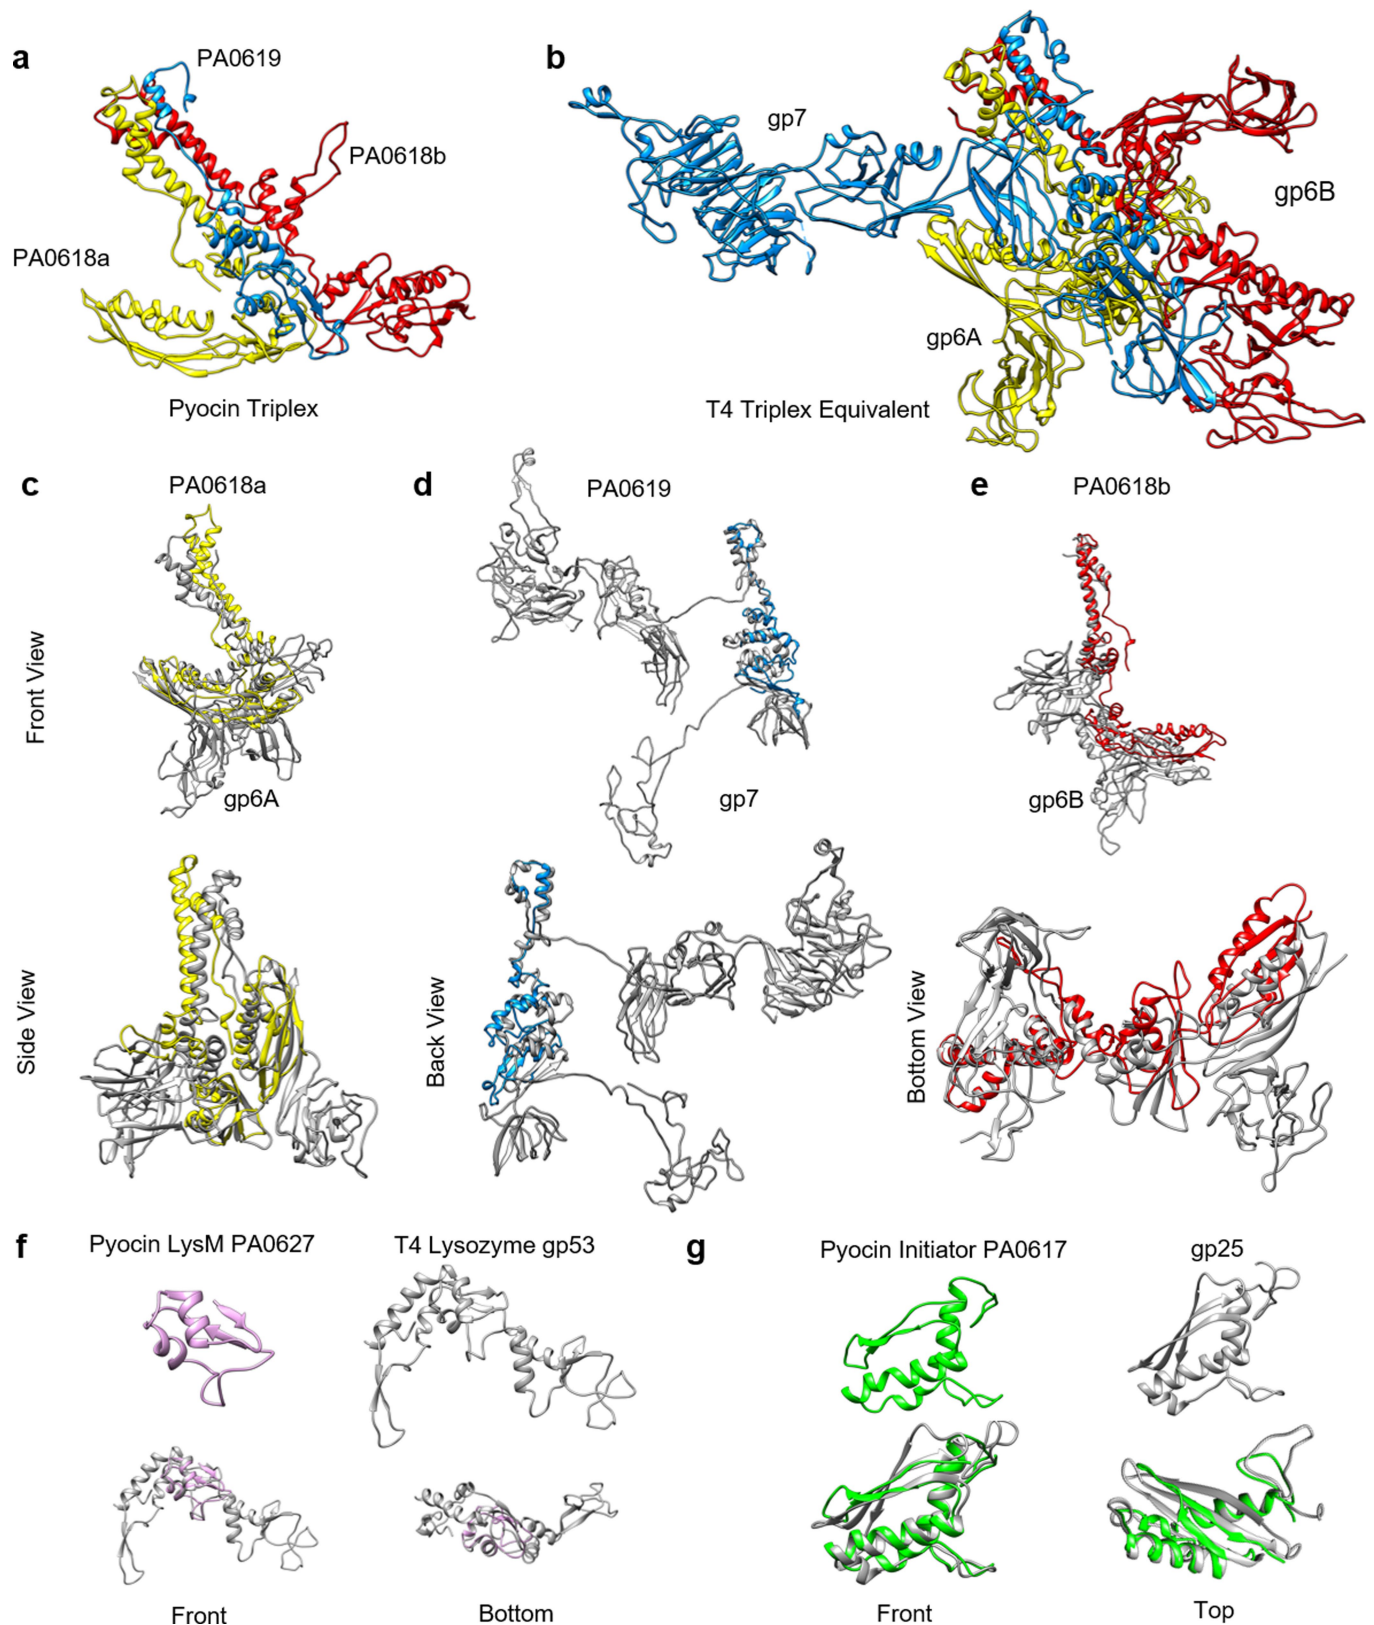 a
PA0619
PA0618b
PA0618a
Pyocin Triplex
b
gp7
gp6B
gp6A
T4 Triplex Equivalent
c
PA0618a
d
PA0619
e
PA0618b
Front View
gp6A
gp7
gp6B
Side View
Back View
Bottom View
f
Pyocin LysM PA0627
T4 Lysozyme gp53
g
Pyocin Initiator PA0617
gp25
Front
Bottom
Front
Top